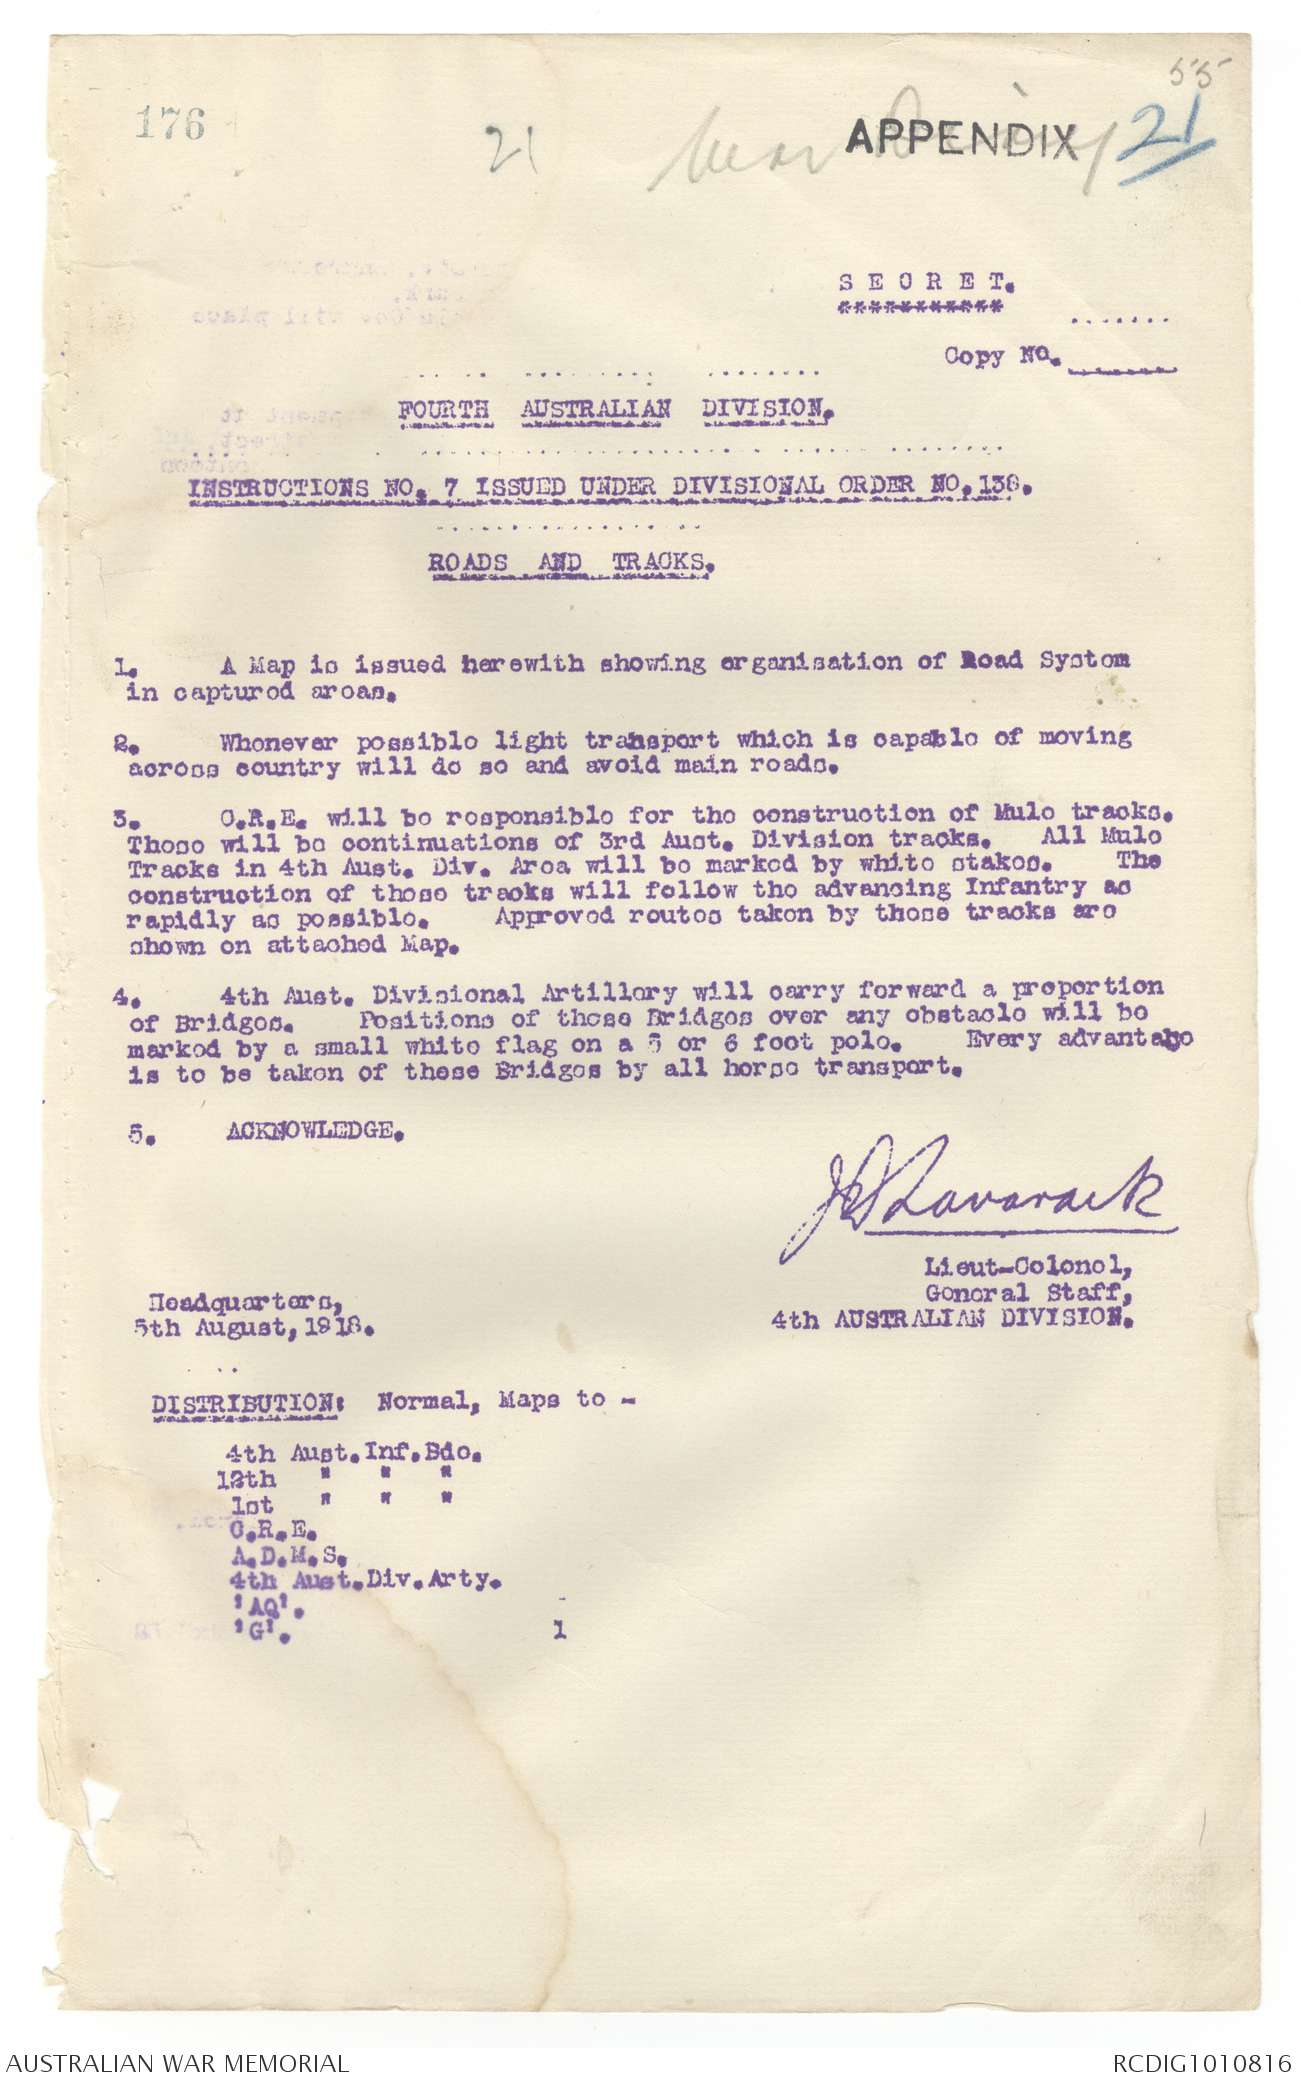 55
176
21
War Diary
APPENDIX 21
SECRET.
***********
Copy No. ______
FOURTH AUSTRALIAN DIVISION.
INSTRUCTIONS NO. 7 ISSUED UNDER DIVISIONAL ORDER NO.138.
ROADS AND TRACKS.
1. A Map is issued herewith showing organisation of Road System
in captured areas.
2. Whenever possible light transport which is capable of moving
across country will do so and avoid main roads.
3. C.R.E. will be responsible for the construction of Mule tracks.
These will be continuations of 3rd Aust. Division tracks. All Mule
Tracks in 4th Aust. Div. Area will be marked by white stakes. The
construction of these tracks will follow the advancing Infantry as
rapidly as possible. Approved routes taken by these tracks are
shown on attached Map.
4. 4th Aust. Divisional Artillery will carry forward a proportion
of Bridges. Positions of these Bridges over any obstacle will be
marked by a small white flag on a 5 or 6 foot pole. Every advantage
is to be taken of these Bridges by all horse transport.
5. ACKNOWLEDGE.
JDLavarack
Lieut-Colonel,
General Staff,
4th AUSTRALIAN DIVISION.
Headquarters,
5th August, 1918.
DISTRIBUTION: Normal, Maps to -
4th Aust.Inf.Bde.
12th " " "
1st " " "
C.R.E.
A.D.M.S.
4th Aust.Div.Arty.
'AQ'.
'G'. 1
AUSTRALIAN WAR MEMORIAL
RCDIG1010816